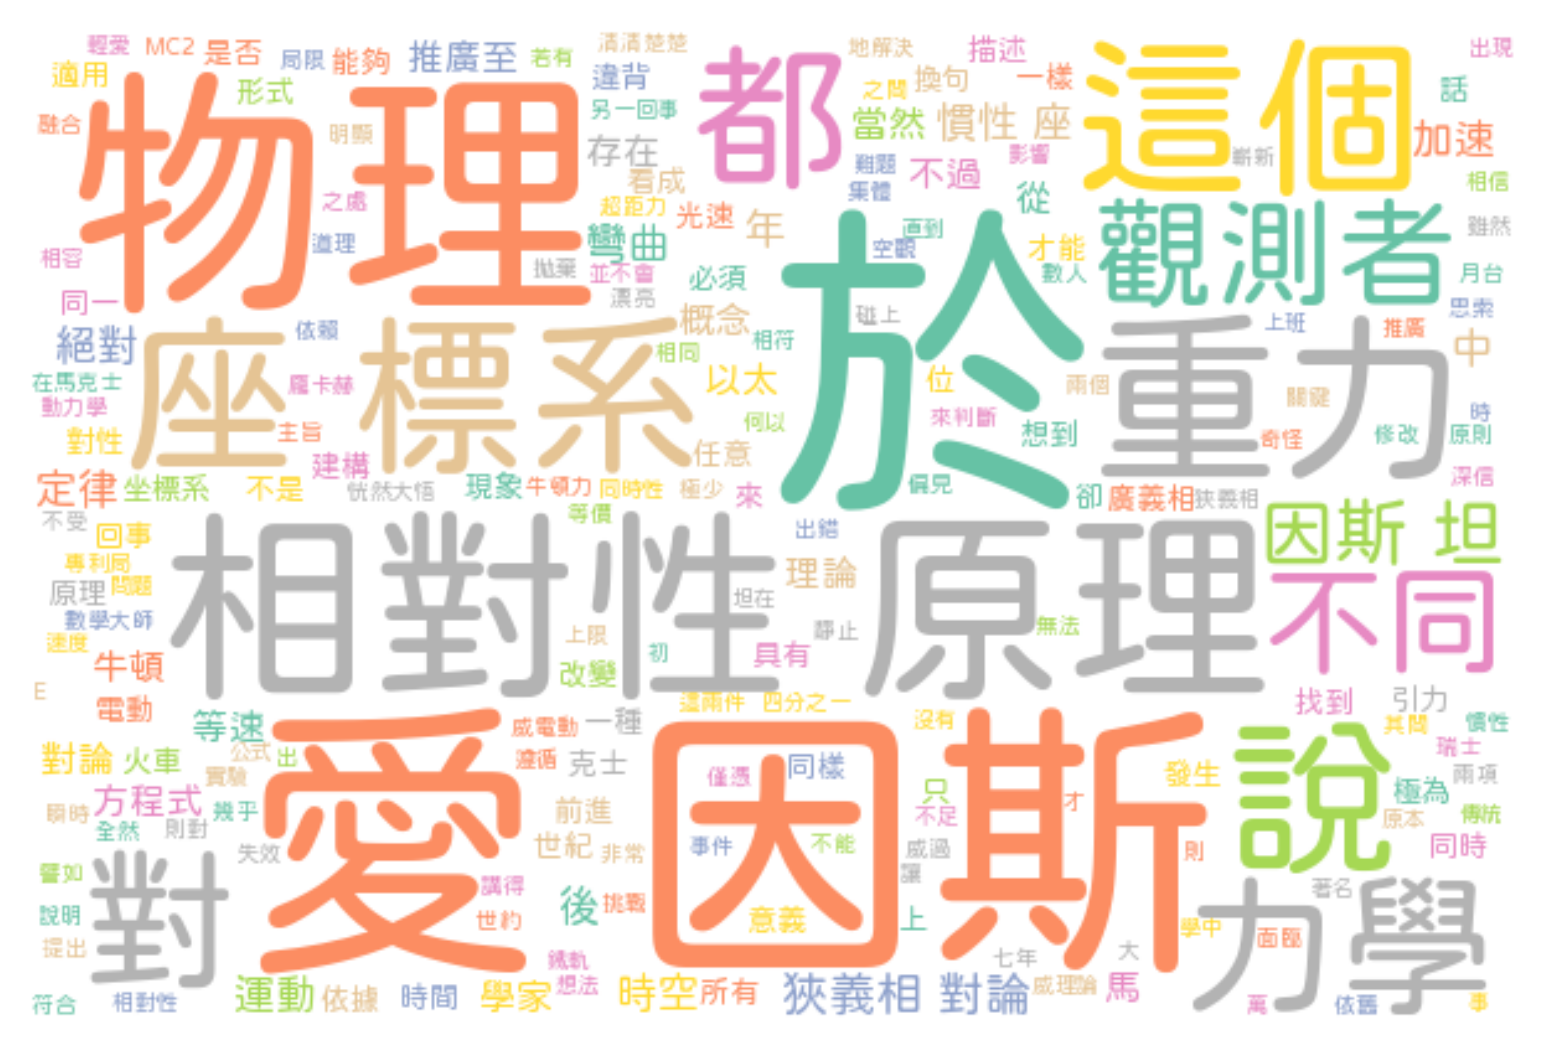 輕愛 MC2 是否 局限 能夠 推廣至 若有 清清楚楚 都 地解決 描述 這個 出現
適用 形式 物理 違背 之間 換句 一樣 話
融合 明顯 另一回事 當然 慣性 座 加速
存在 難題 不過 影響 嶄新
看成 集體 從 相信
之處 超距力 光速 年 直到 觀測者 雖然
道理 彎曲 空觀 才能
相容 拋棄 並不會 必須 於 數人 月台
同一 漂亮 概念 碰上 思索
絕對 依賴 座標系 相同 相符 重力 上班 推廣 中
在馬克士 龐卡赫 以太 位 兩個 關鍵
動力學 何以 來判斷 時
對性 主旨 任意 想到 奇怪 修改 原則
建構 深信
定律 坐標系 不是 恍然大悟 現象 牛頓力 同時性 極少 來 偏見 卻 廣義相 狹義相
不受 回事 等價 出錯 因斯 坦
專利局 相對性 原理 理論 不同
原理 問題 坦在
數學大師 上限 靜止 無法
速度 牛頓 初 具有
改變
E 電動 這兩件 四分之一 找到 引力
等速 威電動 一種 沒有 其間 慣性
對論 火車 公式 出 愛因斯 遵循 克士 僅憑 同樣 發生 說 瑞士
實驗 兩項
方程式 幾乎 前進 只 才 極為 傳統
瞬時 全然 則對 不足 原本
失效 世紀 非常 事件 不能 威過 則 同時
譬如 對 講得 讓 力學 著名
說明 世約 後 挑戰 意義 上 學中
提出 鐵軌 七年 大 面臨
符合 相對性 運動 依據 時間 學家 想法 時空 所有 狹義相 對論 威理論 馬 萬 依舊 事